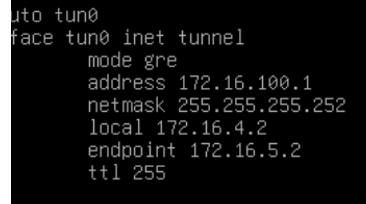 uto tun0
face tun0 inet tunnel
mode gre
address 172.16.100.1
netmask 255.255.255.252
local 172.16.4.2
endpoint 172.16.5.2
ttl 255